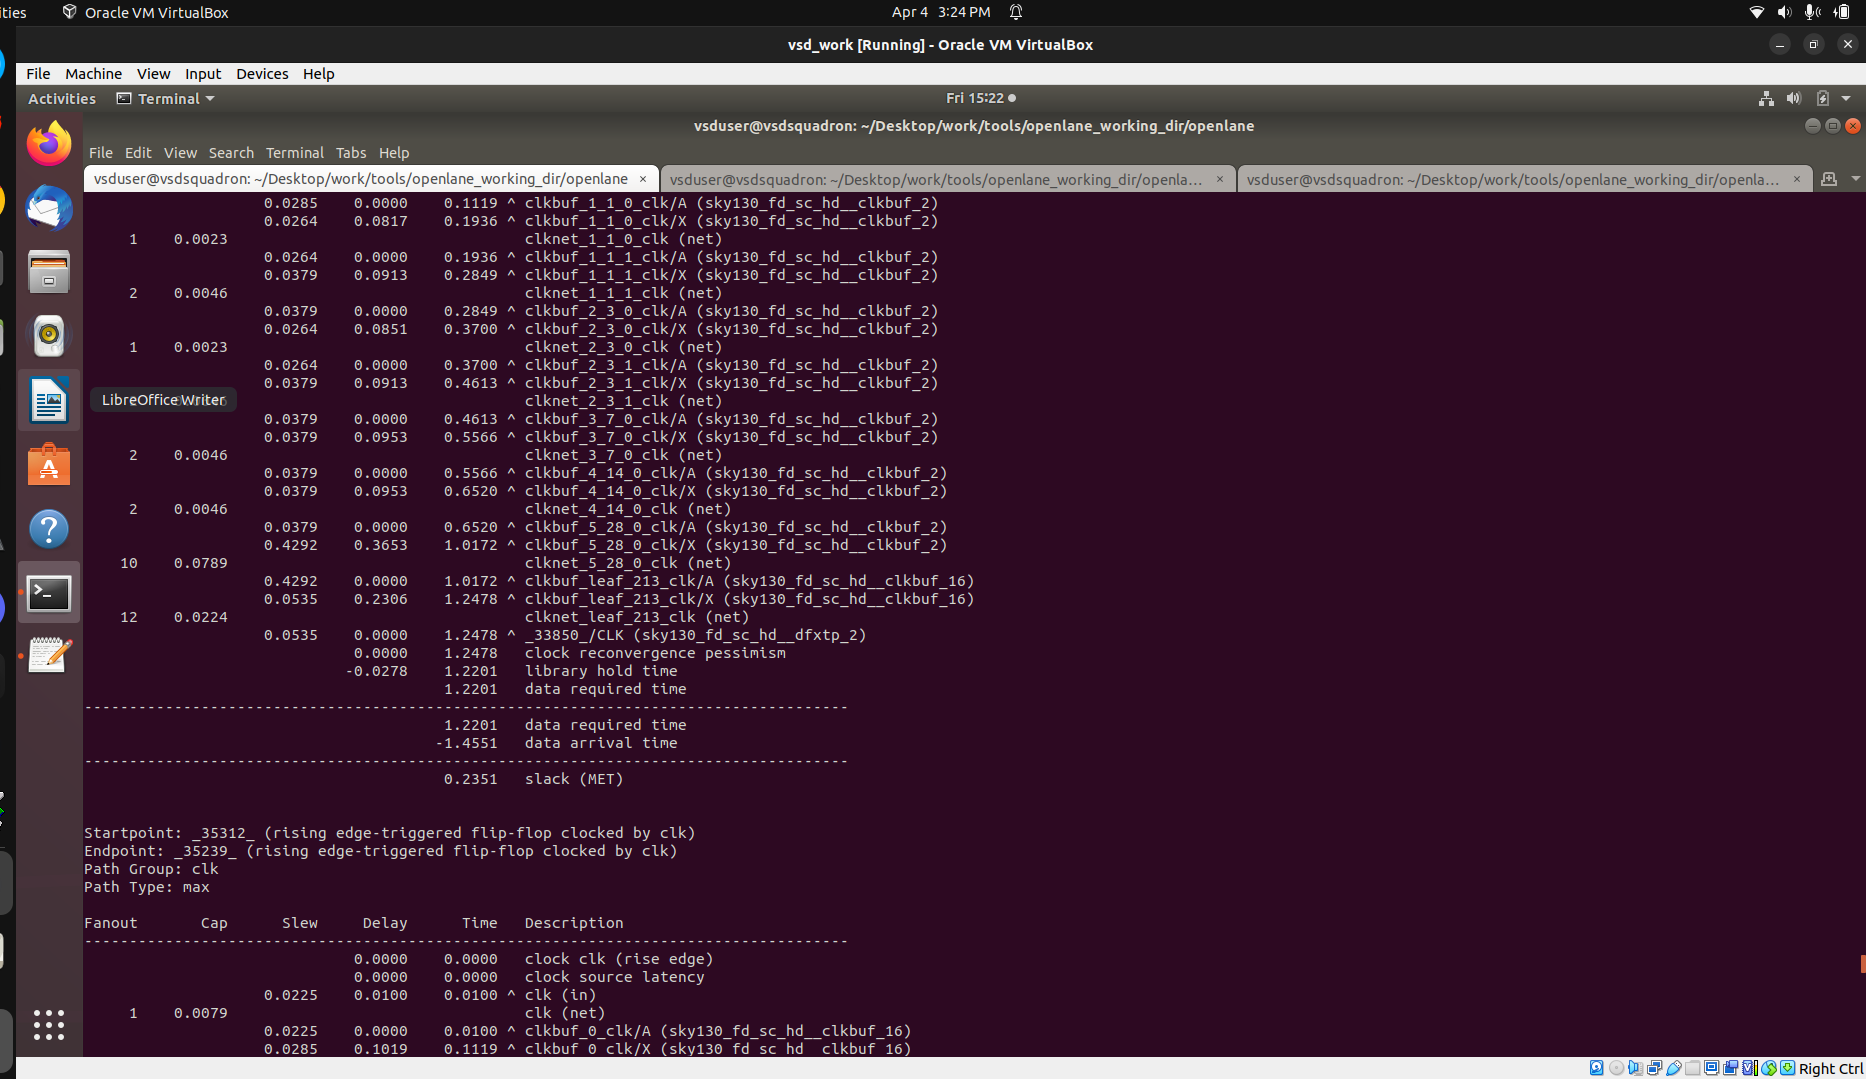 ities Oracle VM VirtualBox Apr 4 3:24 PM
vsd_work [Running] - Oracle VM VirtualBox
File Machine View Input Devices Help
Activities Terminal Fri 15:22
vsduser@vsdsquadron: ~/Desktop/work/tools/openlane_working_dir/openlane
File Edit View Search Terminal Tabs Help
vsduser@vsdsquadron: ~/Desktop/work/tools/openlane_working_dir/openlane × vsduser@vsdsquadron: ~/Desktop/work/tools/openlane_working_dir/openla... × vsduser@vsdsquadron: ~/Desktop/work/tools/openlane_working_dir/openla... ×
0.0285 0.0000 0.1119 ^ clkbuf_1_1_0_clk/A (sky130_fd_sc_hd__clkbuf_2)
0.0264 0.0817 0.1936 ^ clkbuf_1_1_0_clk/X (sky130_fd_sc_hd__clkbuf_2)
1 0.0023 clknet_1_1_0_clk (net)
0.0264 0.0000 0.1936 ^ clkbuf_1_1_1_clk/A (sky130_fd_sc_hd__clkbuf_2)
0.0379 0.0913 0.2849 ^ clkbuf_1_1_1_clk/X (sky130_fd_sc_hd__clkbuf_2)
2 0.0046 clknet_1_1_1_clk (net)
0.0379 0.0000 0.2849 ^ clkbuf_2_3_0_clk/A (sky130_fd_sc_hd__clkbuf_2)
0.0264 0.0851 0.3700 ^ clkbuf_2_3_0_clk/X (sky130_fd_sc_hd__clkbuf_2)
1 0.0023 clknet_2_3_0_clk (net)
0.0264 0.0000 0.3700 ^ clkbuf_2_3_1_clk/A (sky130_fd_sc_hd__clkbuf_2)
0.0379 0.0913 0.4613 ^ clkbuf_2_3_1_clk/X (sky130_fd_sc_hd__clkbuf_2)
LibreOffice Writer clknet_2_3_1_clk (net)
0.0379 0.0000 0.4613 ^ clkbuf_3_7_0_clk/A (sky130_fd_sc_hd__clkbuf_2)
0.0379 0.0953 0.5566 ^ clkbuf_3_7_0_clk/X (sky130_fd_sc_hd__clkbuf_2)
2 0.0046 clknet_3_7_0_clk (net)
0.0379 0.0000 0.5566 ^ clkbuf_4_14_0_clk/A (sky130_fd_sc_hd__clkbuf_2)
0.0379 0.0953 0.6520 ^ clkbuf_4_14_0_clk/X (sky130_fd_sc_hd__clkbuf_2)
2 0.0046 clknet_4_14_0_clk (net)
0.0379 0.0000 0.6520 ^ clkbuf_5_28_0_clk/A (sky130_fd_sc_hd__clkbuf_2)
0.4292 0.3653 1.0172 ^ clkbuf_5_28_0_clk/X (sky130_fd_sc_hd__clkbuf_2)
10 0.0789 clknet_5_28_0_clk (net)
0.4292 0.0000 1.0172 ^ clkbuf_leaf_213_clk/A (sky130_fd_sc_hd__clkbuf_16)
0.0535 0.2306 1.2478 ^ clkbuf_leaf_213_clk/X (sky130_fd_sc_hd__clkbuf_16)
12 0.0224 clknet_leaf_213_clk (net)
0.0535 0.0000 1.2478 ^ _33850_/CLK (sky130_fd_sc_hd__dfxtp_2)
0.0000 1.2478 clock reconvergence pessimism
-0.0278 1.2201 library hold time
1.2201 data required time
-------------------------------------------------------------------------------------
1.2201 data required time
-1.4551 data arrival time
-------------------------------------------------------------------------------------
0.2351 slack (MET)
Startpoint: _35312_ (rising edge-triggered flip-flop clocked by clk)
Endpoint: _35239_ (rising edge-triggered flip-flop clocked by clk)
Path Group: clk
Path Type: max
Fanout Cap Slew Delay Time Description
-------------------------------------------------------------------------------------
0.0000 0.0000 clock clk (rise edge)
0.0000 0.0000 clock source latency
0.0225 0.0100 0.0100 ^ clk (in)
1 0.0079 clk (net)
0.0225 0.0000 0.0100 ^ clkbuf_0_clk/A (sky130_fd_sc_hd__clkbuf_16)
0.0285 0.1019 0.1119 ^ clkbuf_0_clk/X (sky130_fd_sc_hd__clkbuf_16)
Right Ctrl